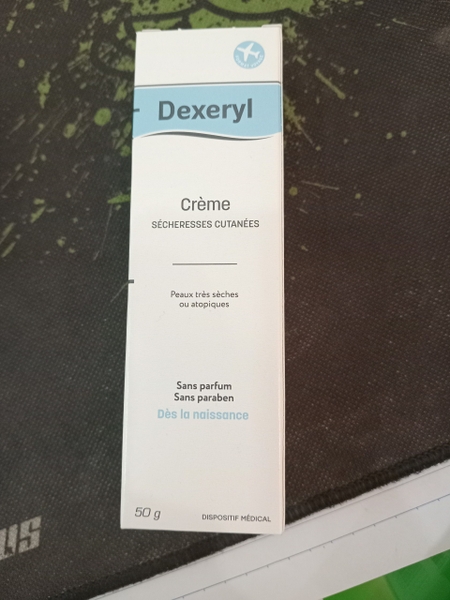 Dexeryl
Crème
SÉCHERESSES CUTANÉES
Peaux très sèches
ou atopiques
Sans parfum
Sans paraben
Dès la naissance
50 g
DISPOSITIF MÉDICAL